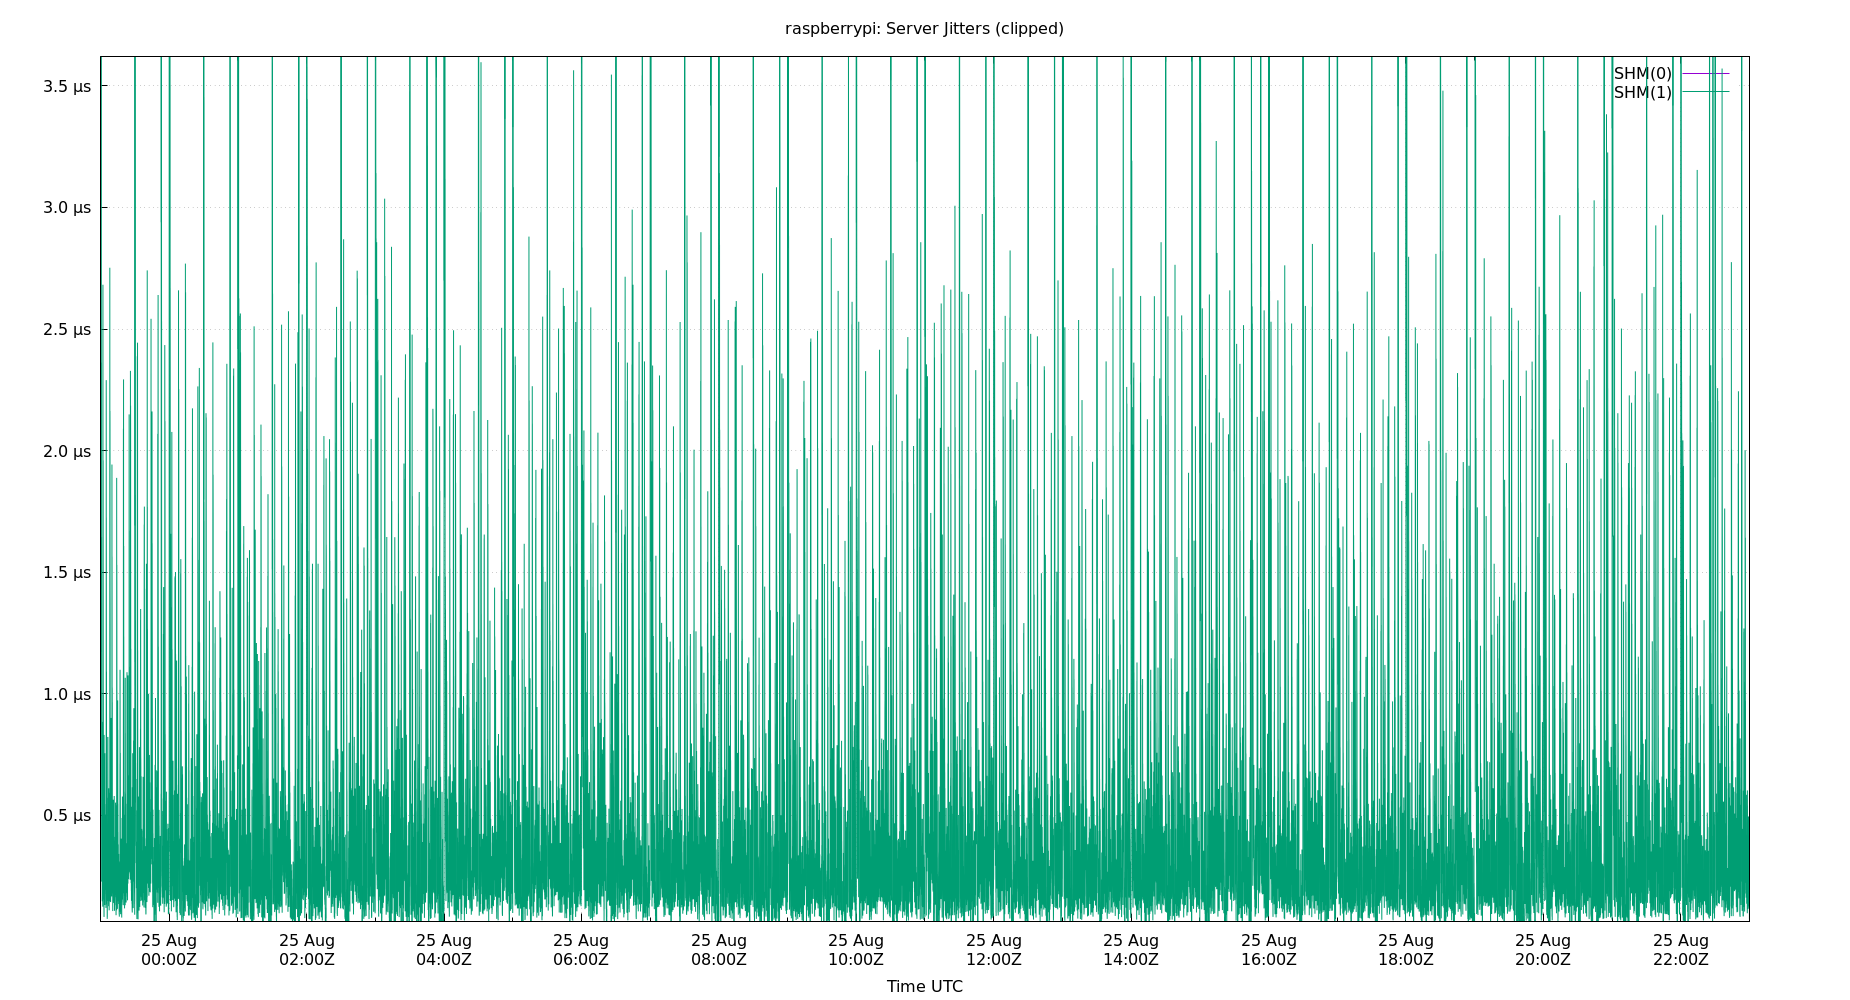 raspberrypi: Server Jitters (clipped)
SHM(0)
SHM(1)
3.5 µs
3.0 µs
2.5 µs
2.0 µs
1.5 µs
1.0 µs
0.5 µs
25 Aug 25 Aug 25 Aug 25 Aug 25 Aug 25 Aug 25 Aug 25 Aug 25 Aug 25 Aug 25 Aug 25 Aug
00:00Z 02:00Z 04:00Z 06:00Z 08:00Z 10:00Z 12:00Z 14:00Z 16:00Z 18:00Z 20:00Z 22:00Z
Time UTC